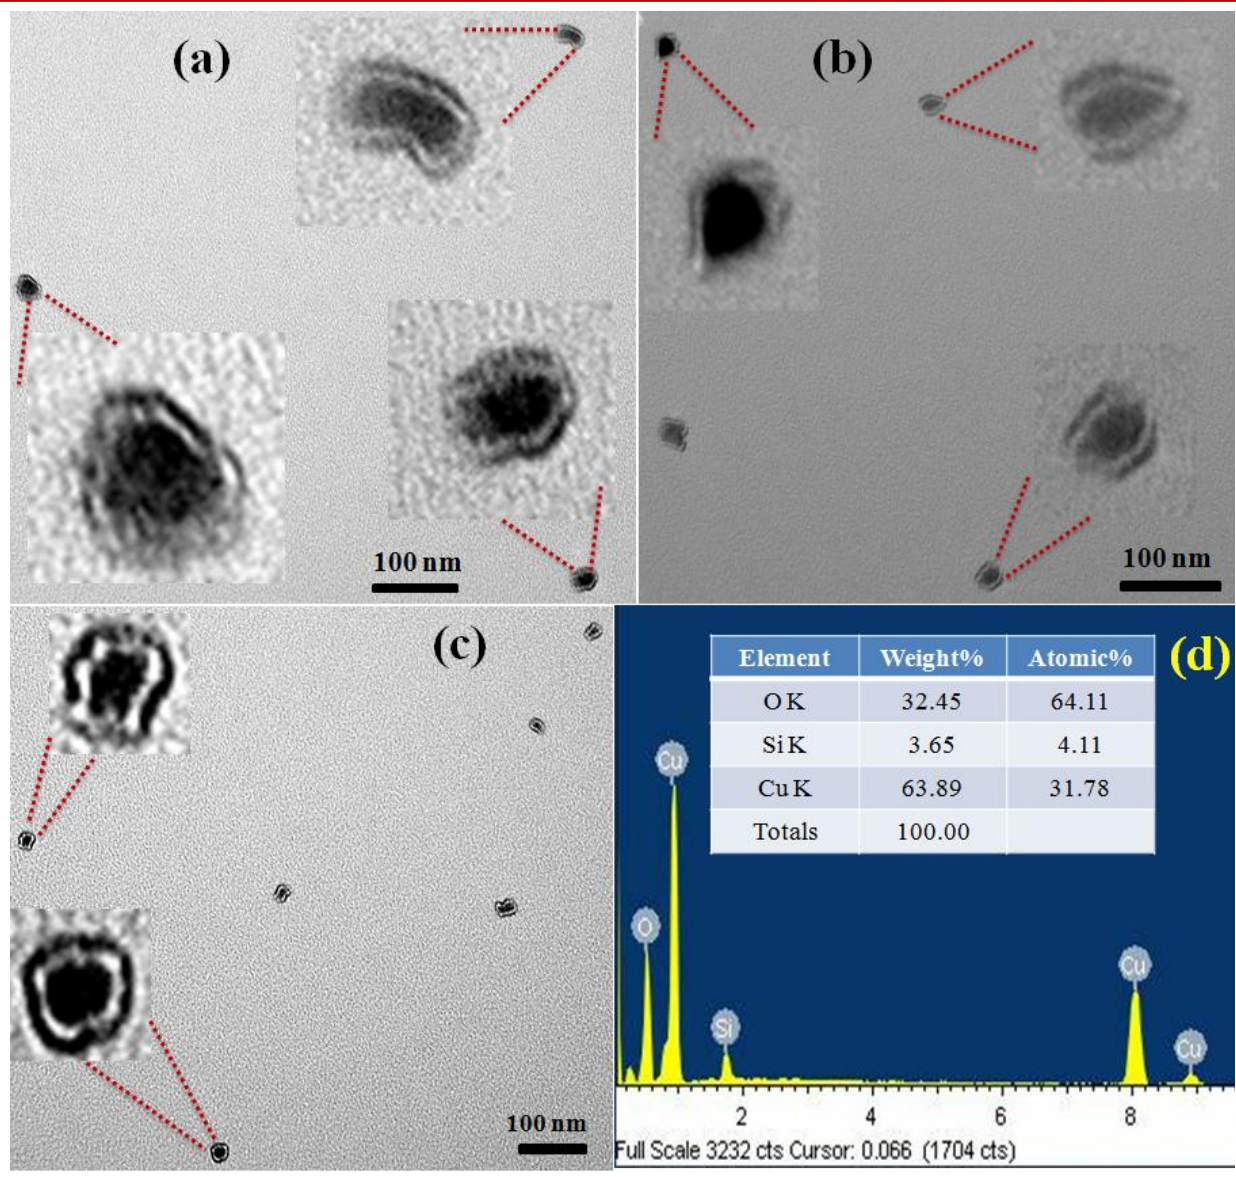 (a)
100 nm
(b)
100 nm
(c)
100 nm
(d)
Element Weight% Atomic%
O K 32.45 64.11
Si K 3.65 4.11
Cu K 63.89 31.78
Totals 100.00
Cu
O
Si
Cu
Cu
2 4 6 8
Full Scale 3232 cts Cursor: 0.066 (1704 cts)